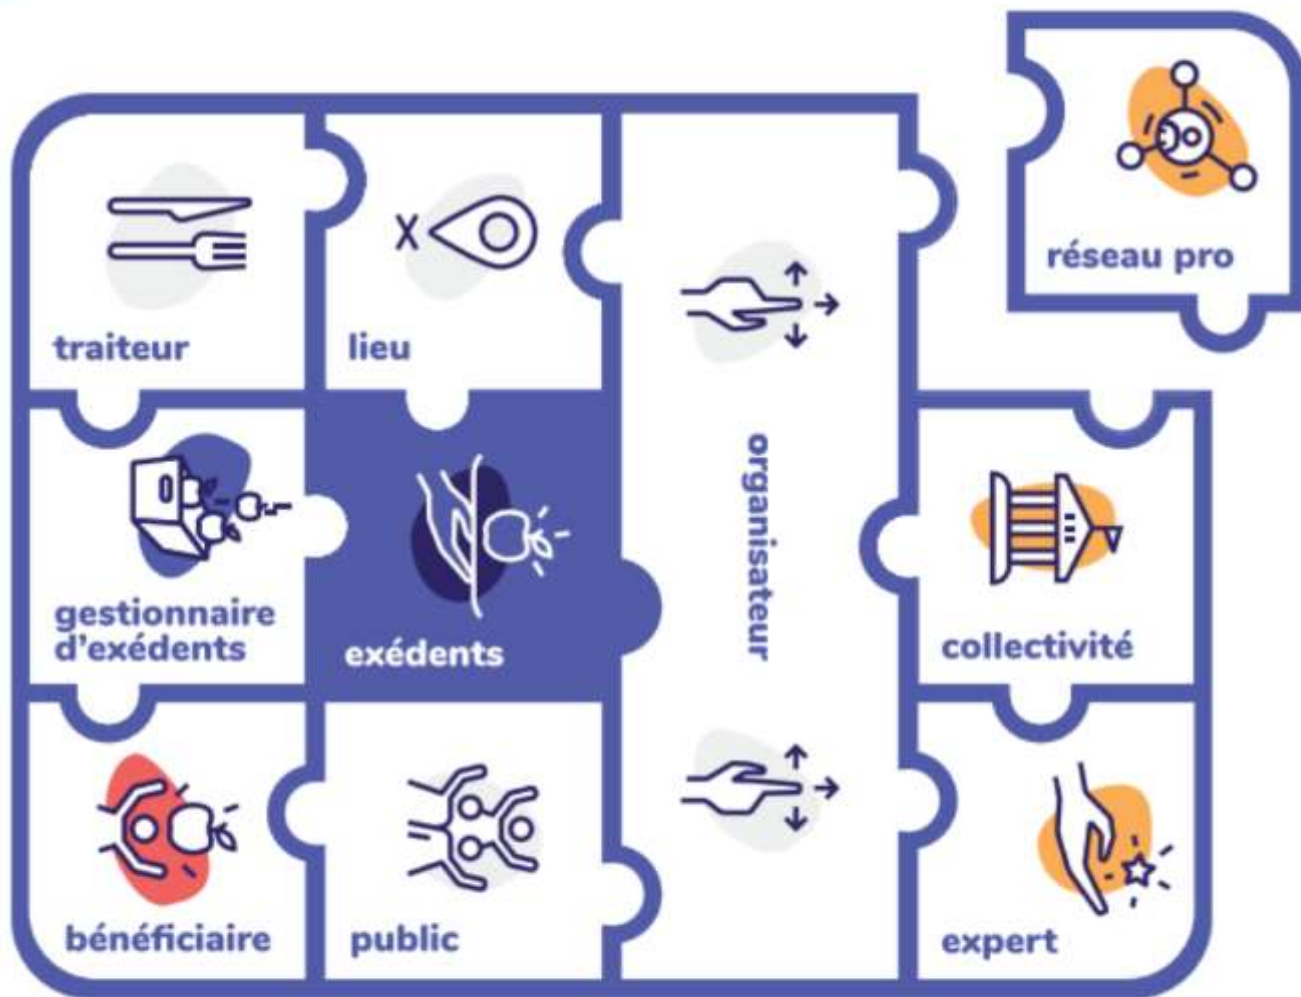 réseau pro
traiteur
lieu
organisateur
gestionnaire
d'exédents
exédents
collectivité
bénéficiaire
public
expert